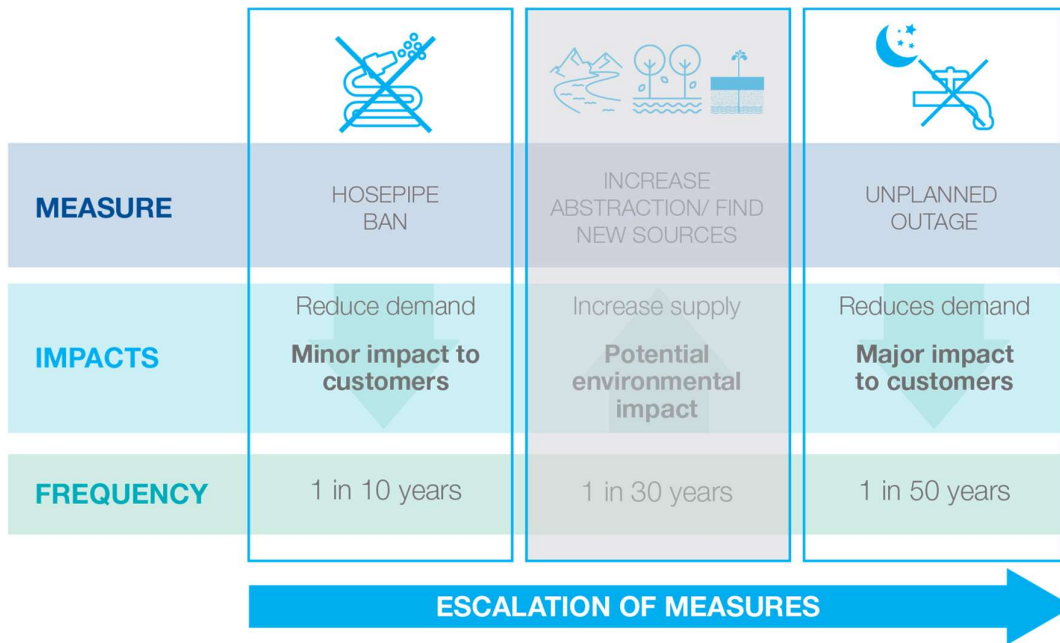 MEASURE
HOSEPIPE
BAN
INCREASE
ABSTRACTION/ FIND
NEW SOURCES
UNPLANNED
OUTAGE
IMPACTS
Reduce demand
Minor impact to
customers
Increase supply
Potential
environmental
impact
Reduces demand
Major impact
to customers
FREQUENCY
1 in 10 years
1 in 30 years
1 in 50 years
ESCALATION OF MEASURES